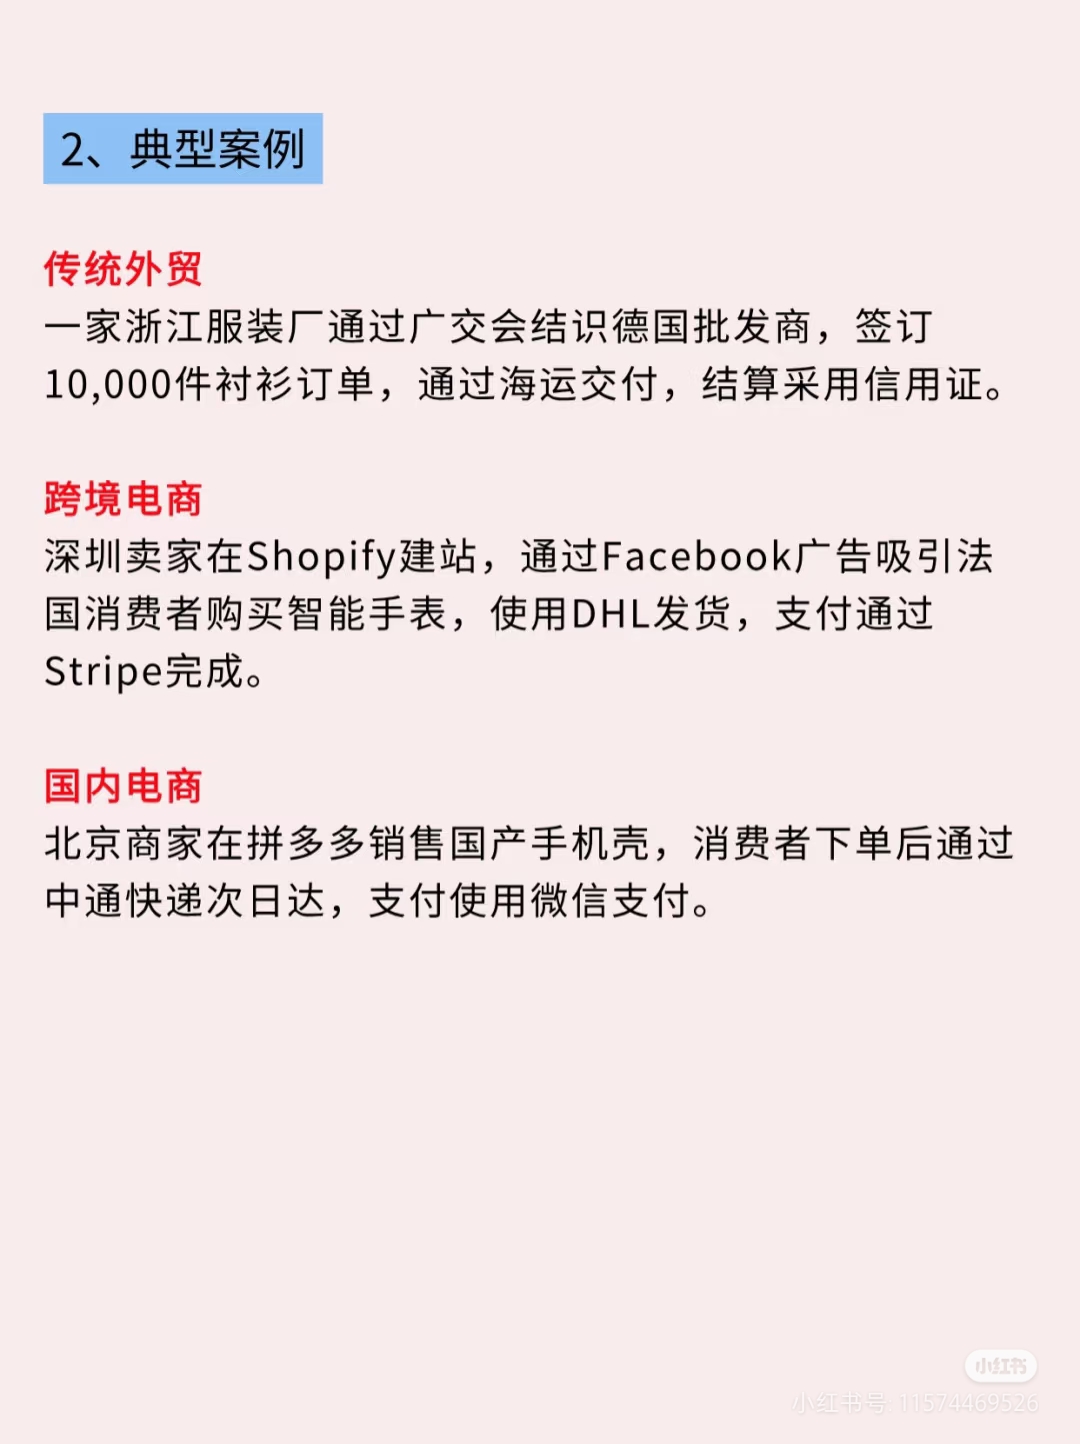 2、典型案例
传统外贸
一家浙江服装厂通过广交会结识德国批发商，签订
10,000件衬衫订单，通过海运交付，结算采用信用证。
跨境电商
深圳卖家在Shopify建站，通过Facebook广告吸引法
国消费者购买智能手表，使用DHL发货，支付通过
Stripe完成。
国内电商
北京商家在拼多多销售国产手机壳，消费者下单后通过
中通快递次日达，支付使用微信支付。
小红书
小红书号: 11574469526